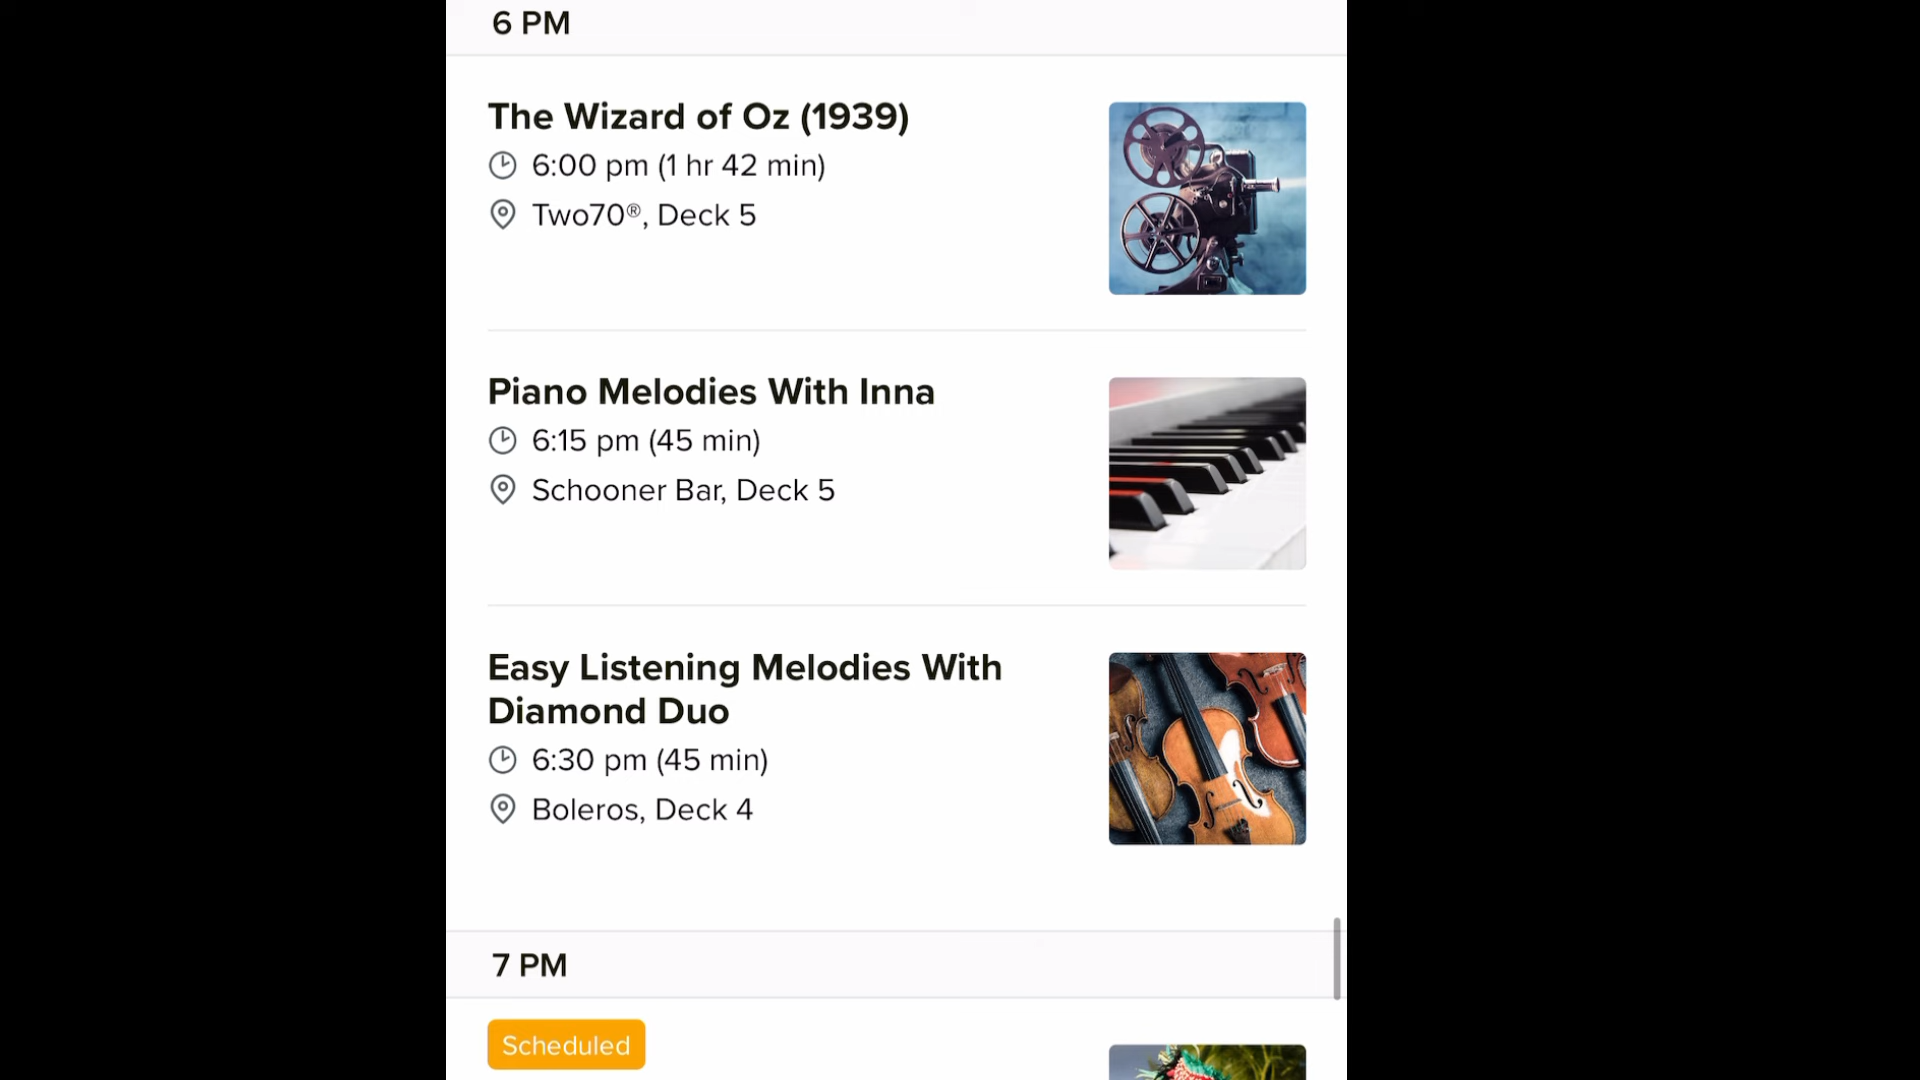 6 PM
The Wizard of Oz (1939)
6:00 pm (1 hr 42 min)
Two70®, Deck 5
Piano Melodies With Inna
6:15 pm (45 min)
Schooner Bar, Deck 5
Easy Listening Melodies With
Diamond Duo
6:30 pm (45 min)
Boleros, Deck 4
7 PM
Scheduled